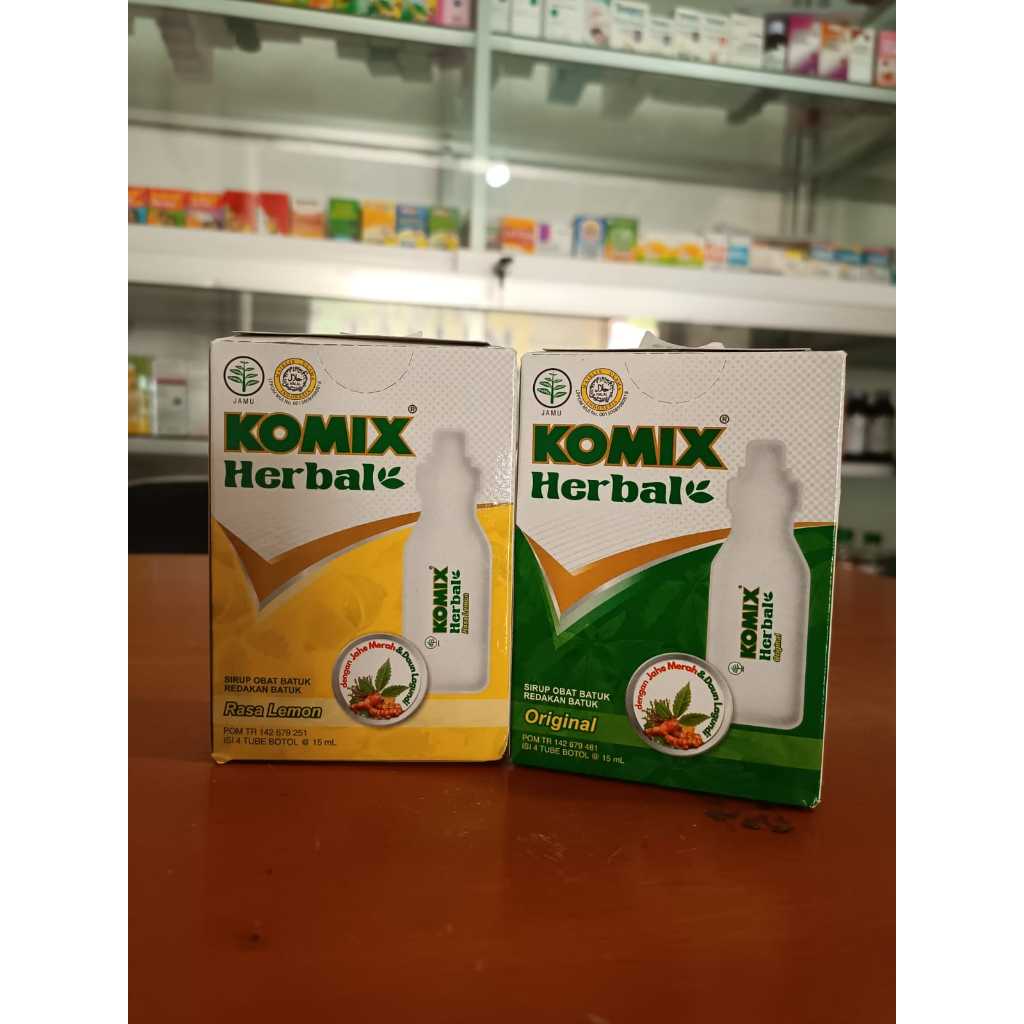 JAMU
KOMIX®
Herbal
KOMIX
Herbal
Rasa Lemon
dengan Jahe Merah & Daun Legundi
SIRUP OBAT BATUK
REDAKAN BATUK
Rasa Lemon
POM TR 142 679 251
ISI 4 TUBE BOTOL @ 15 mL
JAMU
KOMIX®
Herbal
KOMIX
Herbal
Original
dengan Jahe Merah & Daun Legundi
SIRUP OBAT BATUK
REDAKAN BATUK
Original
POM TR 142 679 461
ISI 4 TUBE BOTOL @ 15 mL